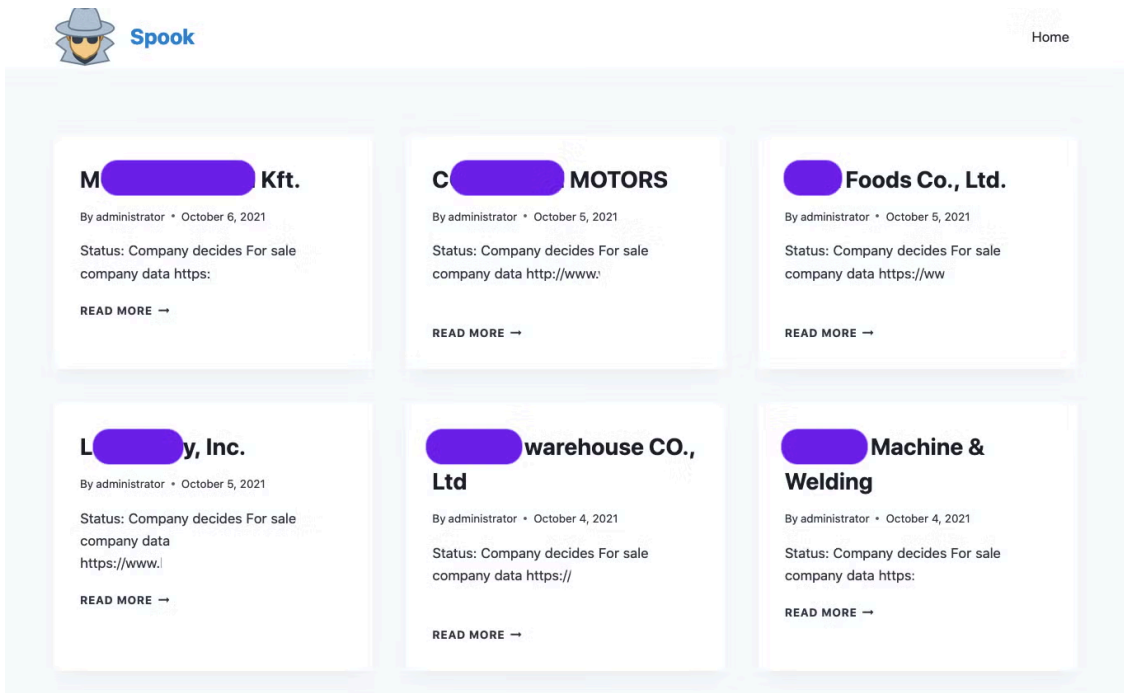 Spook
Home
M Kft.
By administrator • October 6, 2021
Status: Company decides For sale
company data https:
READ MORE →
C MOTORS
By administrator • October 5, 2021
Status: Company decides For sale
company data http://www.
READ MORE →
Foods Co., Ltd.
By administrator • October 5, 2021
Status: Company decides For sale
company data https://ww
READ MORE →
L y, Inc.
By administrator • October 5, 2021
Status: Company decides For sale
company data
https://www.
READ MORE →
warehouse CO.,
Ltd
By administrator • October 4, 2021
Status: Company decides For sale
company data https://
READ MORE →
Machine &
Welding
By administrator • October 4, 2021
Status: Company decides For sale
company data https:
READ MORE →